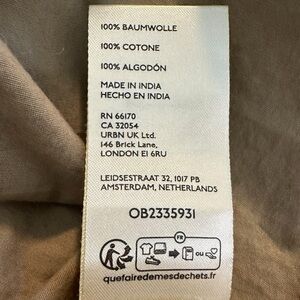 100% BAUMWOLLE
100% COTONE
100% ALGODÓN
MADE IN INDIA
HECHO EN INDIA
RN 66170
CA 32054
URBN UK Ltd.
146 Brick Lane,
LONDON E1 6RU
LEIDSESTRAAT 32, 1017 PB
AMSTERDAM, NETHERLANDS
OB2335931
FR
OU
quefairedemesdechets.fr